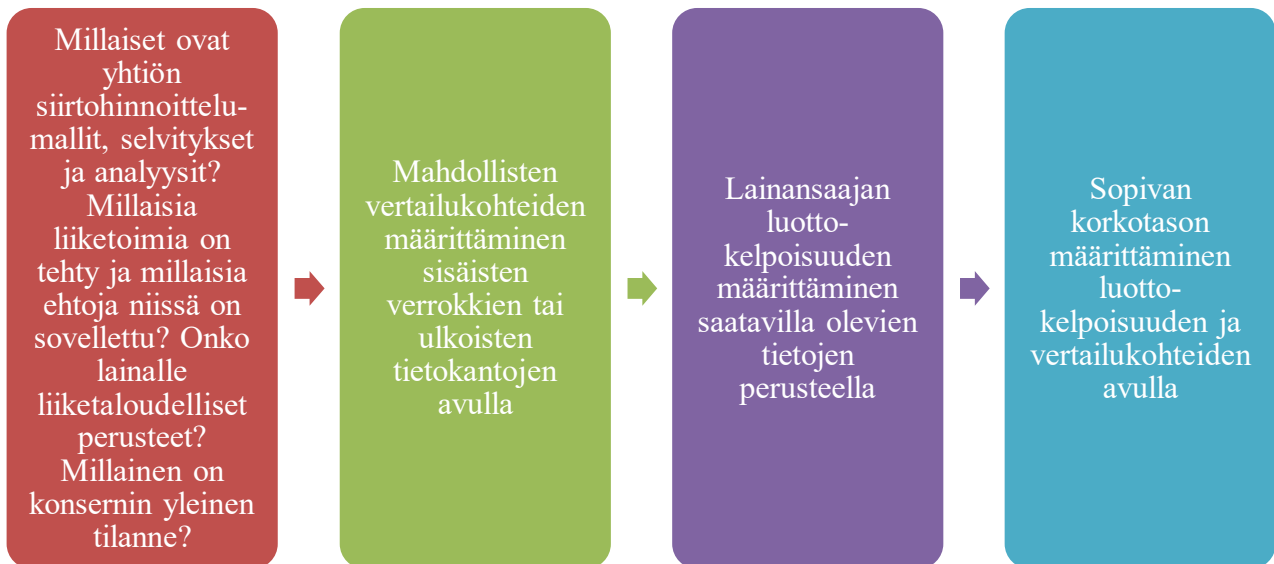 Millaiset ovat
yhtiön
siirtohinnoittelu-
mallit, selvitykset
ja analyysit?
Millaisia
liiketoimia on
tehty ja millaisia
ehtoja niissä on
sovellettu? Onko
lainalle
liiketaloudelliset
perusteet?
Millainen on
konsernin yleinen
tilanne?
Mahdollisten
vertailukohteiden
määrittäminen
sisäisten
verrokkien tai
ulkoisten
tietokantojen
avulla
Lainansaajan
luotto-
kelpoisuuden
määrittäminen
saatavilla olevien
tietojen
perusteella
Sopivan
korkotason
määrittäminen
luotto-
kelpoisuuden ja
vertailukohteiden
avulla